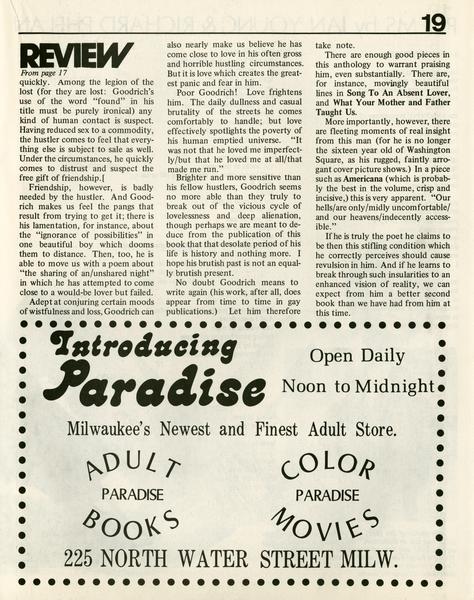 19
REVIEW
From page 17
quickly. Among the legion of the
lost (for they are lost: Goodrich's
use of the word "found" in his
title must be purely ironical) any
kind of human contact is suspect.
Having reduced sex to a commodity,
the hustler comes to feel that every-
thing else is subject to sale as well.
Under the circumstances, he quickly
comes to distrust and suspect the
free gift of friendship.[
Friendship, however, is badly
needed by the hustler. And Good-
rich makes us feel the pangs that
result from trying to get it; there is
his lamentation, for instance, about
the "ignorance of possibilities" in
one beautiful boy which dooms
them to distance. Then, too, he is
able to move us with a poem about
"the sharing of an/unshared night"
in which he has attempted to come
close to a would-be lover but failed.
Adept at conjuring certain moods
of wistfulness and loss, Goodrich can
also nearly make us believe he has
come close to love in his often gross
and horrible hustling circumstances.
But it is love which creates the great-
est panic and fear in him.
Poor Goodrich! Love frightens
him. The daily dullness and casual
brutality of the streets he comes
comfortably to handle; but love
effectively spotlights the poverty of
his human emptied universe. "It
was not that he loved me imperfect-
ly/but that he loved me at all/that
made me run."
Brighter and more sensitive than
his fellow hustlers, Goodrich seems
no more able than they truly to
break out of the vicious cycle of
lovelessness and deep alienation,
though perhaps we are meant to de-
duce from the publication of this
book that that desolate period of his
life is history and nothing more. I
hope his brutish past is not an equal-
ly brutish present.
No doubt Goodrich means to
write again (his work, after all, does
appear from time to time in gay
publications.) Let him therefore
take note.
There are enough good pieces in
this anthology to warrant praising
him, even substantially. There are,
for instance, movingly beautiful
lines in Song To An Absent Lover,
and What Your Mother and Father
Taught Us.
More importantly, however, there
are fleeting moments of real insight
from this man (for he is no longer
the sixteen year old of Washington
Square, as his rugged, faintly arro-
gant cover picture shows.) In a piece
such as Americana (which is probab-
ly the best in the volume, crisp and
incisive,) this is very apparent. "Our
hells/are only/mildly uncomfortable/
and our heavens/indecently access-
ible."
If he is truly the poet he claims to
be then this stifling condition which
he correctly perceives should cause
revulsion in him. And if he learns to
break through such insularities to an
enhanced vision of reality, we can
expect from him a better second
book than we have had from him at
this time.
Introducing
Paradise
Open Daily
Noon to Midnight
Milwaukee's Newest and Finest Adult Store.
ADULT
PARADISE
BOOKS
COLOR
PARADISE
MOVIES
225 NORTH WATER STREET MILW.